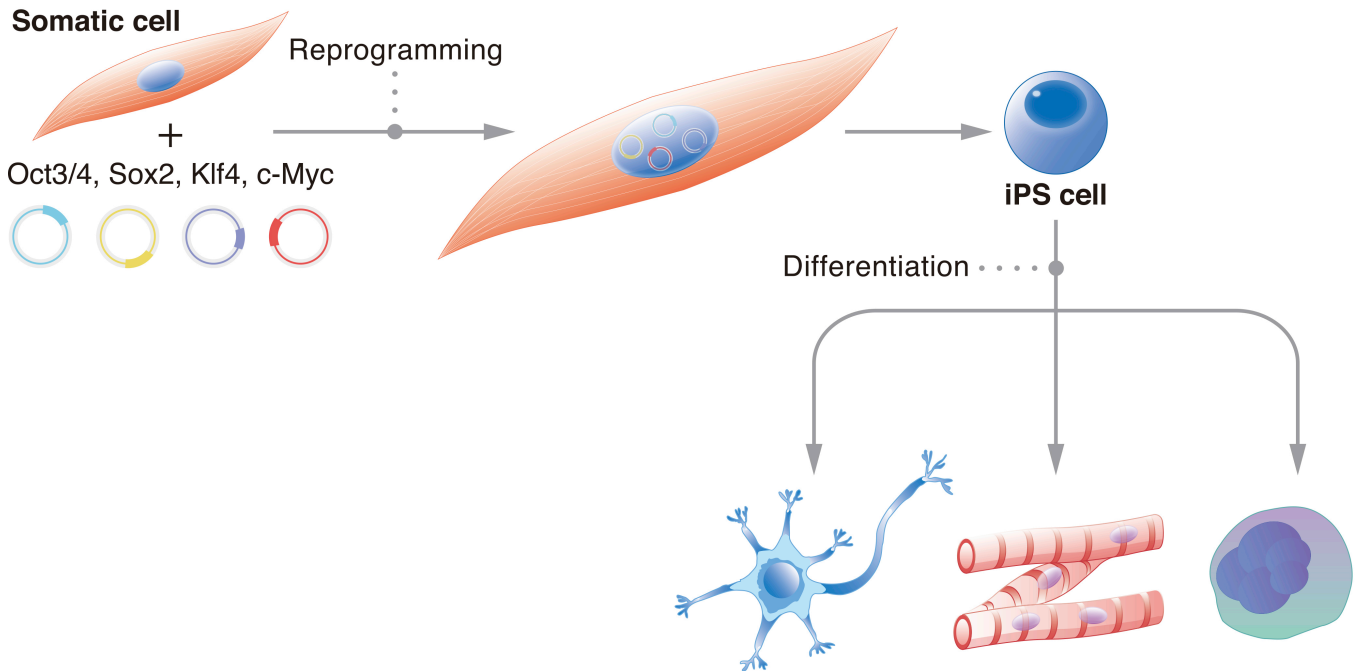 Somatic cell
Reprogramming
+
Oct3/4, Sox2, Klf4, c-Myc
iPS cell
Differentiation